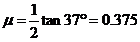 μ = 1/2 tan 37° = 0.375